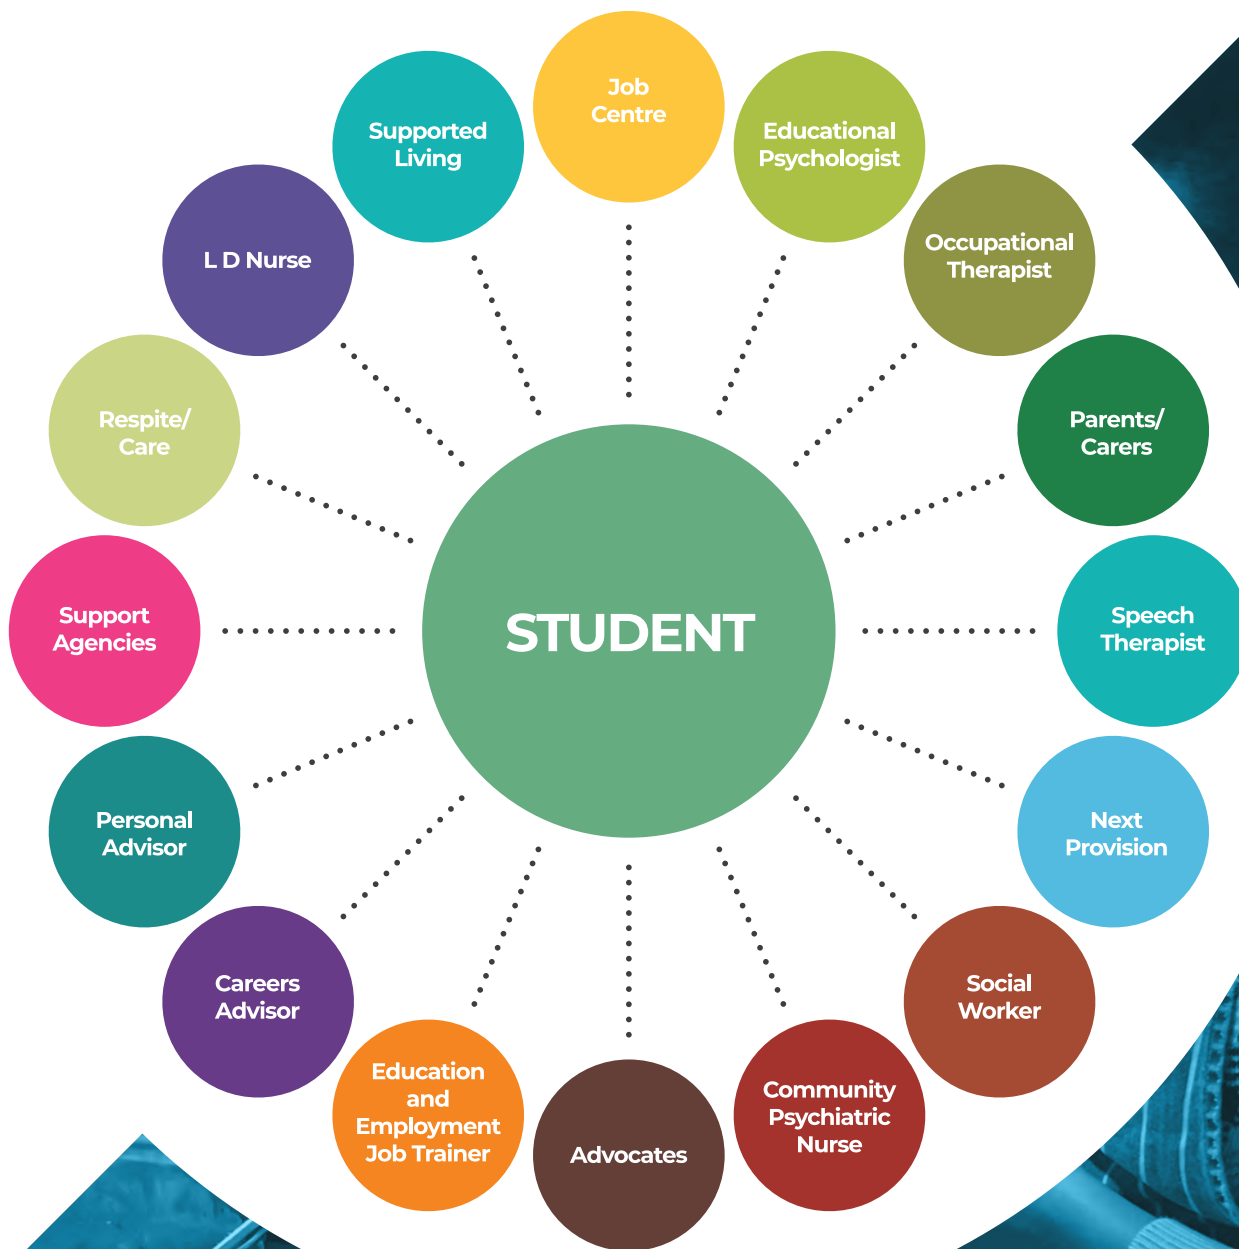 Job
Centre
Educational
Psychologist
Occupational
Therapist
Parents/
Carers
Speech
Therapist
Next
Provision
Social
Worker
Community
Psychiatric
Nurse
Advocates
Education
and
Employment
Job Trainer
Careers
Advisor
Personal
Advisor
Support
Agencies
Respite/
Care
L D Nurse
Supported
Living
STUDENT